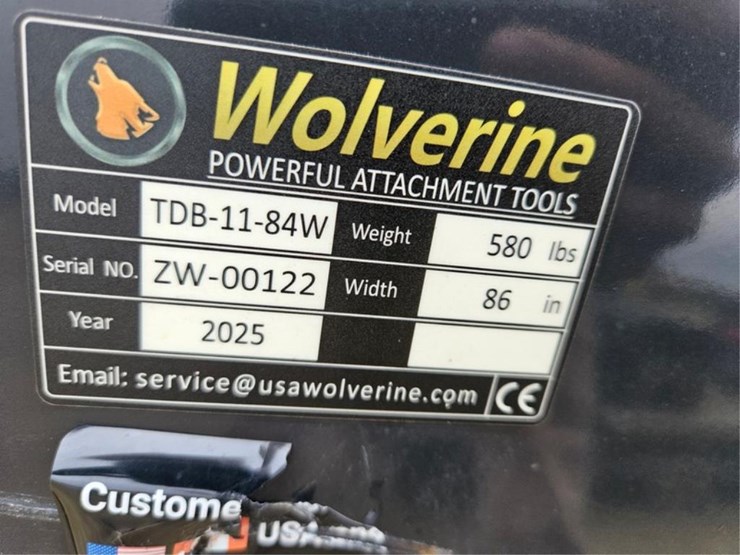 Wolverine
POWERFUL ATTACHMENT TOOLS
Model TDB-11-84W Weight 580 lbs
Serial NO. ZW-00122 Width 86 in
Year 2025
Email: service@usawolverine.com CE
Custome
USA